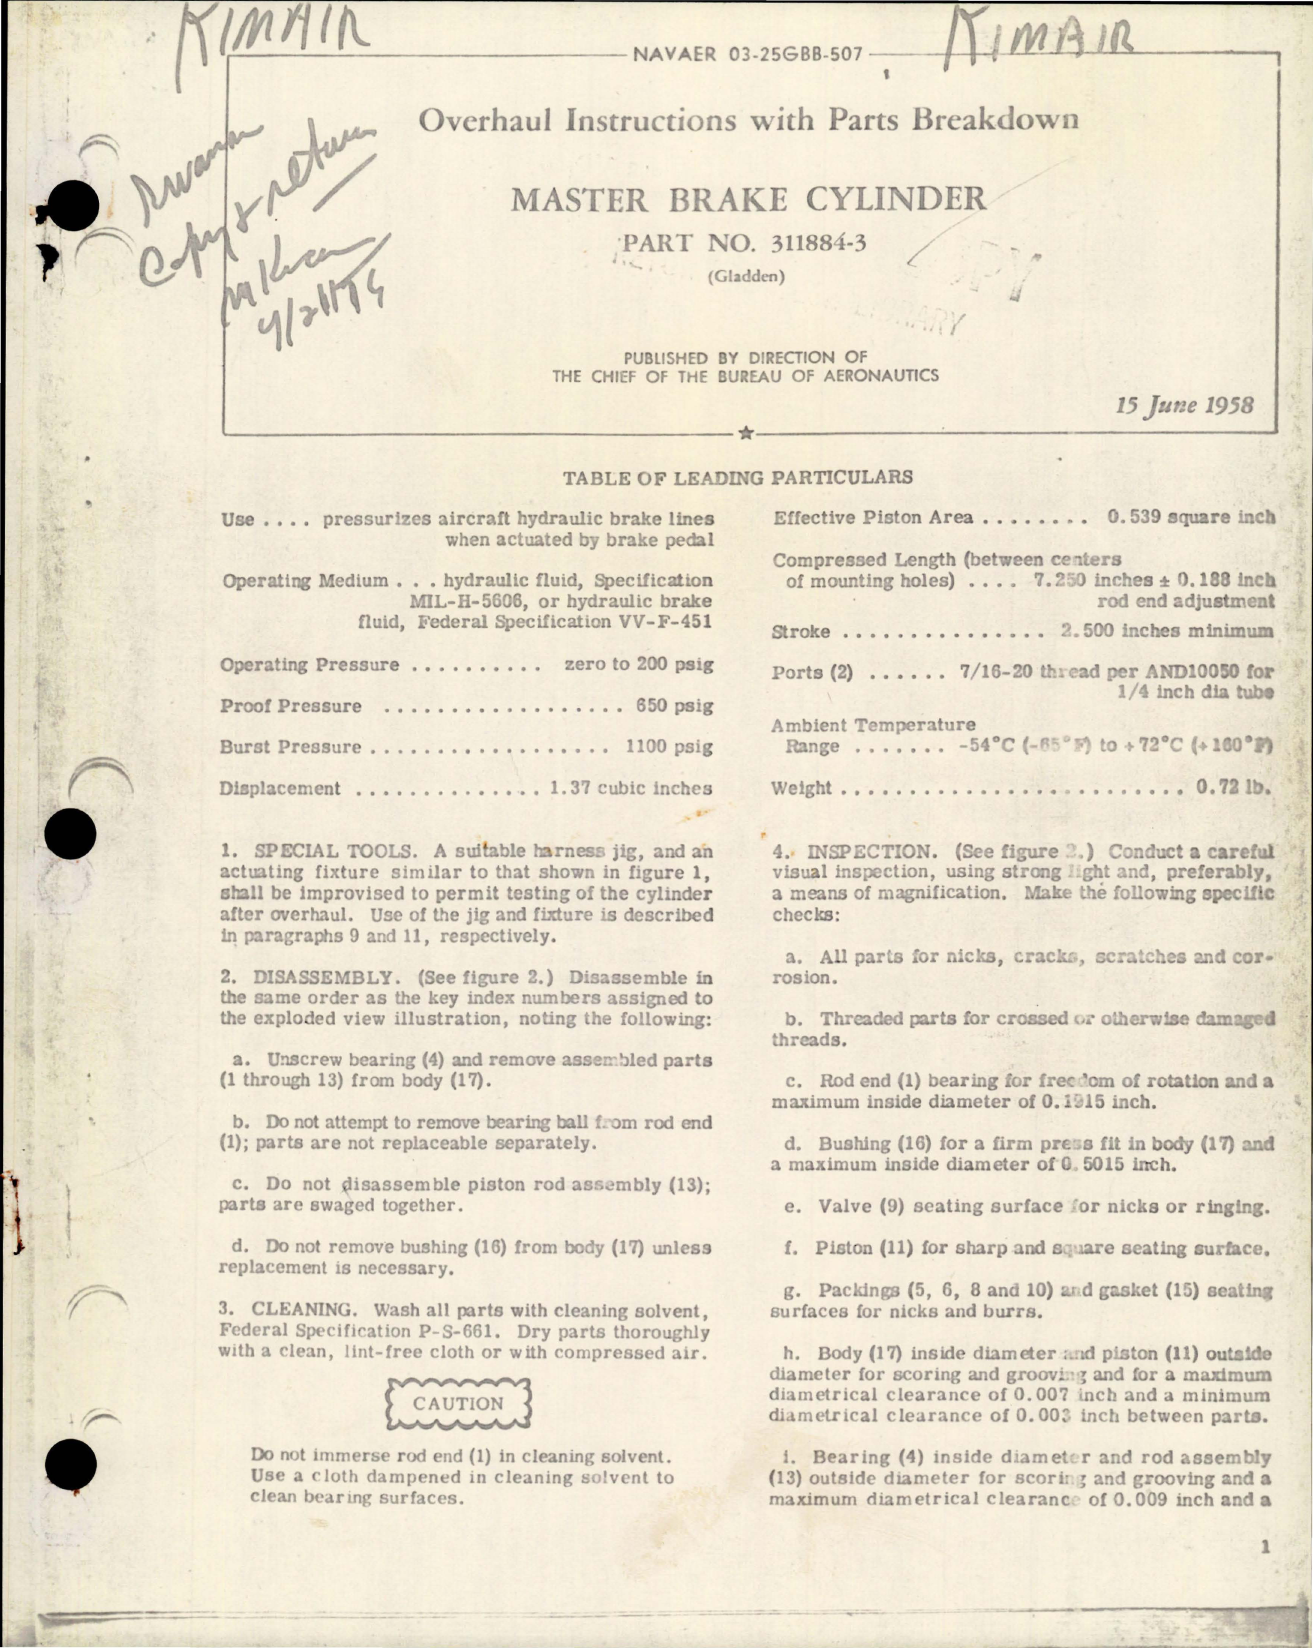 KIMAIR KIMAIR
NAVAER 03-25GBB-507
Overhaul Instructions with Parts Breakdown
MASTER BRAKE CYLINDER
PART NO. 311884-3
(Gladden)
Copy & return
LIBRARY
PUBLISHED BY DIRECTION OF
THE CHIEF OF THE BUREAU OF AERONAUTICS
15 June 1958
TABLE OF LEADING PARTICULARS
Use .... pressurizes aircraft hydraulic brake lines
when actuated by brake pedal
Operating Medium . . . hydraulic fluid, Specification
MIL-H-5606, or hydraulic brake
fluid, Federal Specification VV-F-451
Operating Pressure .......... zero to 200 psig
Proof Pressure .................. 650 psig
Burst Pressure .................. 1100 psig
Displacement .............. 1.37 cubic inches
1. SPECIAL TOOLS. A suitable harness jig, and an
actuating fixture similar to that shown in figure 1,
shall be improvised to permit testing of the cylinder
after overhaul. Use of the jig and fixture is described
in paragraphs 9 and 11, respectively.
2. DISASSEMBLY. (See figure 2.) Disassemble in
the same order as the key index numbers assigned to
the exploded view illustration, noting the following:
a. Unscrew bearing (4) and remove assembled parts
(1 through 13) from body (17).
b. Do not attempt to remove bearing ball from rod end
(1); parts are not replaceable separately.
c. Do not disassemble piston rod assembly (13);
parts are swaged together.
d. Do not remove bushing (16) from body (17) unless
replacement is necessary.
3. CLEANING. Wash all parts with cleaning solvent,
Federal Specification P-S-661. Dry parts thoroughly
with a clean, lint-free cloth or with compressed air.
CAUTION
Do not immerse rod end (1) in cleaning solvent.
Use a cloth dampened in cleaning solvent to
clean bearing surfaces.
Effective Piston Area ........ 0.539 square inch
Compressed Length (between centers
of mounting holes) .... 7.250 inches ± 0.188 inch
rod end adjustment
Stroke ............... 2.500 inches minimum
Ports (2) ...... 7/16-20 thread per AND10050 for
1/4 inch dia tube
Ambient Temperature
Range ....... -54°C (-65°F) to +72°C (+160°F)
Weight ......................... 0.72 lb.
4. INSPECTION. (See figure 2.) Conduct a careful
visual inspection, using strong light and, preferably,
a means of magnification. Make the following specific
checks:
a. All parts for nicks, cracks, scratches and cor-
rosion.
b. Threaded parts for crossed or otherwise damaged
threads.
c. Rod end (1) bearing for freedom of rotation and a
maximum inside diameter of 0.1915 inch.
d. Bushing (16) for a firm press fit in body (17) and
a maximum inside diameter of 0.5015 inch.
e. Valve (9) seating surface for nicks or ringing.
f. Piston (11) for sharp and square seating surface.
g. Packings (5, 6, 8 and 10) and gasket (15) seating
surfaces for nicks and burrs.
h. Body (17) inside diameter and piston (11) outside
diameter for scoring and grooving and for a maximum
diametrical clearance of 0.007 inch and a minimum
diametrical clearance of 0.003 inch between parts.
i. Bearing (4) inside diameter and rod assembly
(13) outside diameter for scoring and grooving and a
maximum diametrical clearance of 0.009 inch and a
1